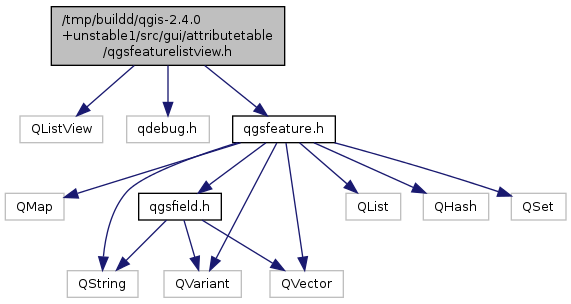 /tmp/buildd/qgis-2.4.0
+unstable1/src/gui/attributetable
/qgsfeaturelistview.h
QListView
qdebug.h
qgsfeature.h
QMap
qgsfield.h
QList
QHash
QSet
QString
QVariant
QVector